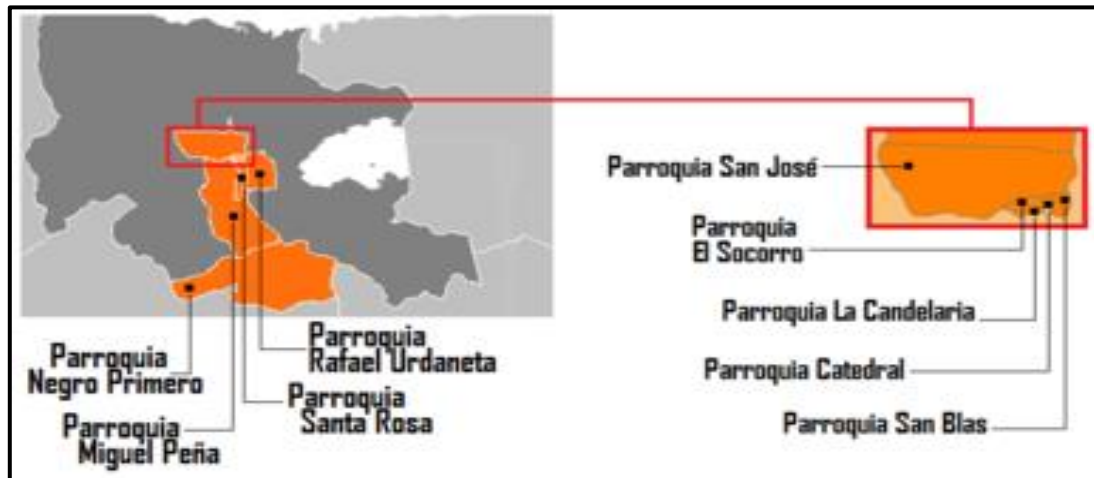 Parroquia San José
Parroquia
El Socorro
Parroquia La Candelaria
Parroquia Catedral
Parroquia San Blas
Parroquia
Rafael Urdaneta
Parroquia
Negro Primero
Parroquia
Santa Rosa
Parroquia
Miguel Peña